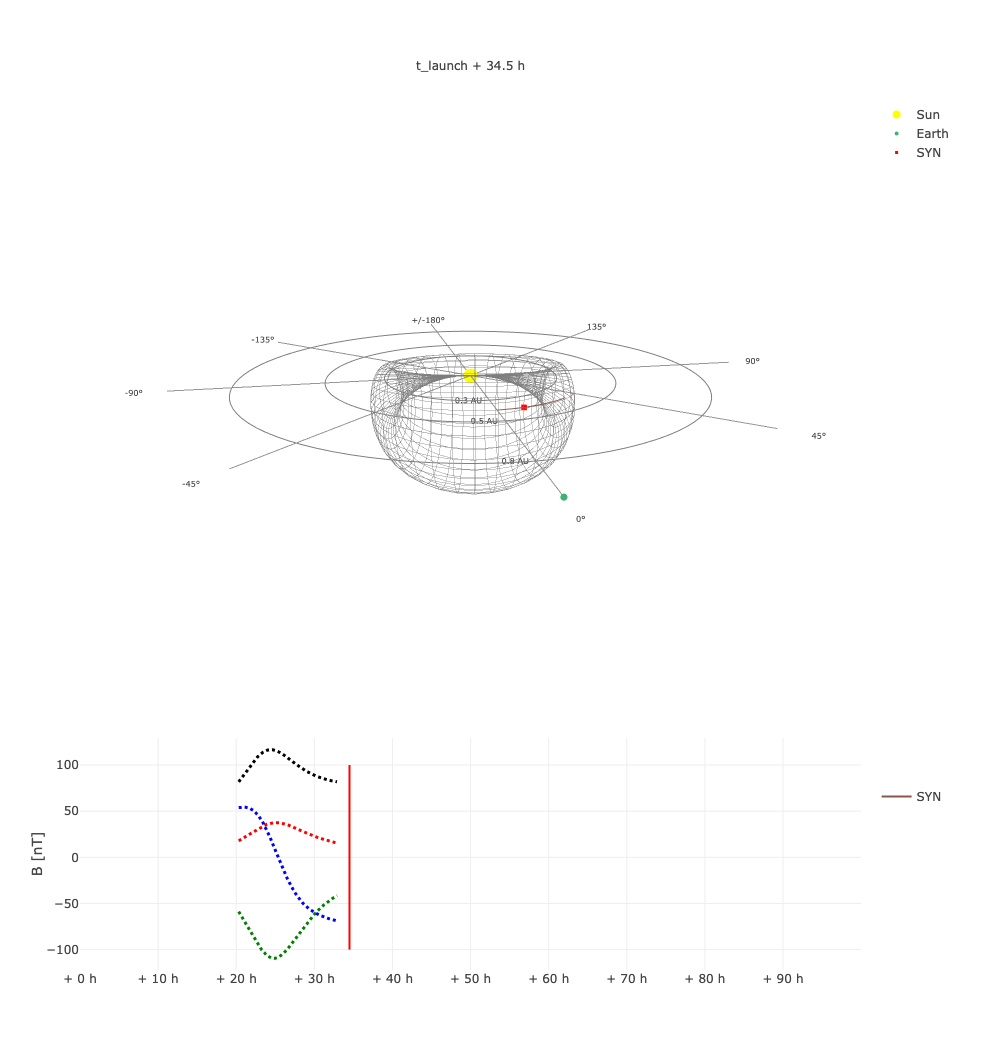 t_launch + 34.5 h
Sun
Earth
SYN
+/-180°
135°
-135°
90°
-90°
0.3 AU
0.5 AU
45°
0.8 AU
-45°
0°
100
50
0
−50
−100
B [nT]
SYN
+ 0 h
+ 10 h
+ 20 h
+ 30 h
+ 40 h
+ 50 h
+ 60 h
+ 70 h
+ 80 h
+ 90 h